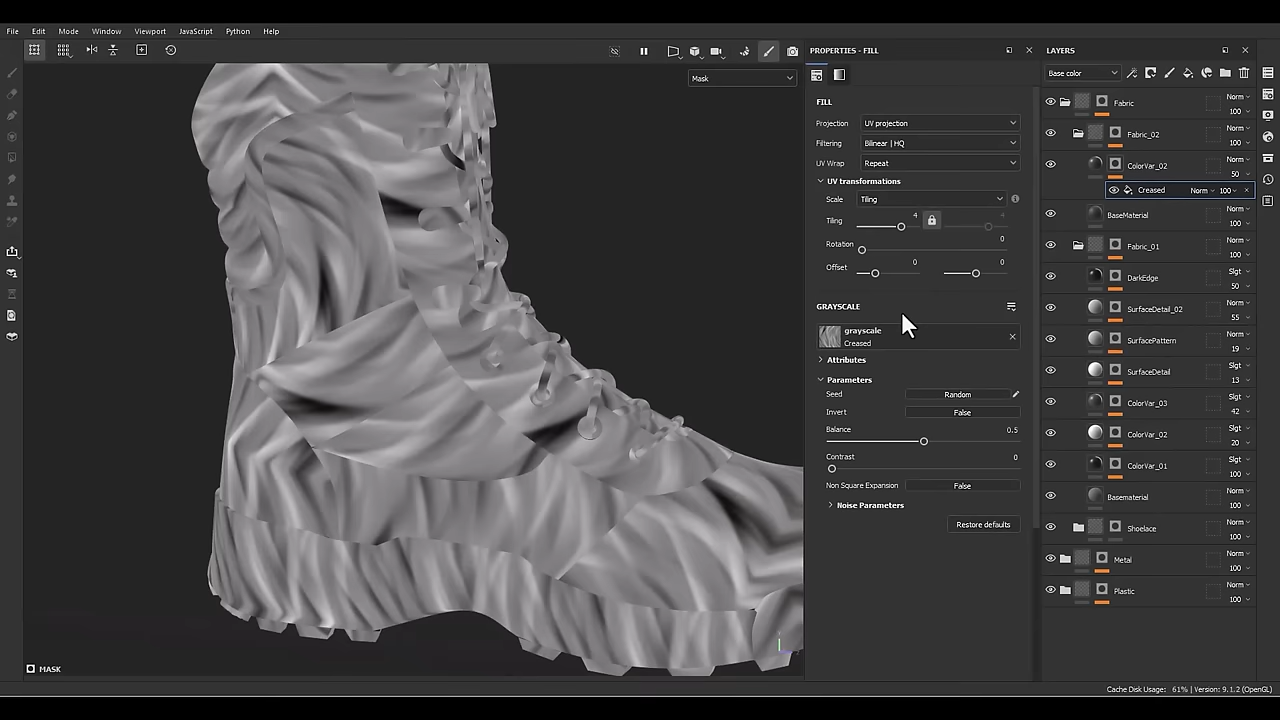 File Edit Mode Window Viewport JavaScript Python Help
Mask
MASK
PROPERTIES - FILL
FILL
Projection UV projection
Filtering Bilinear | HQ
UV Wrap Repeat
UV transformations
Scale Tiling
Tiling 4 4
Rotation 0
Offset 0 0
GRAYSCALE
grayscale
Creased
Attributes
Parameters
Seed Random
Invert False
Balance 0.5
Contrast 0
Non Square Expansion False
Noise Parameters
Restore defaults
LAYERS
Base color
Fabric Norm 100
Fabric_02 Norm 100
ColorVar_02 Norm 50
Creased Norm 100
BaseMaterial Norm 100
Fabric_01 Norm 100
DarkEdge Slgt 50
SurfaceDetail_02 Slgt 55
SurfacePattern Norm 19
SurfaceDetail Slgt 13
ColorVar_03 Slgt 42
ColorVar_02 Slgt 20
ColorVar_01 Slgt 100
Basematerial Norm 100
Shoelace Norm 100
Metal Norm 100
Plastic Norm 100
Cache Disk Usage: 61% | Version: 9.1.2 (OpenGL)